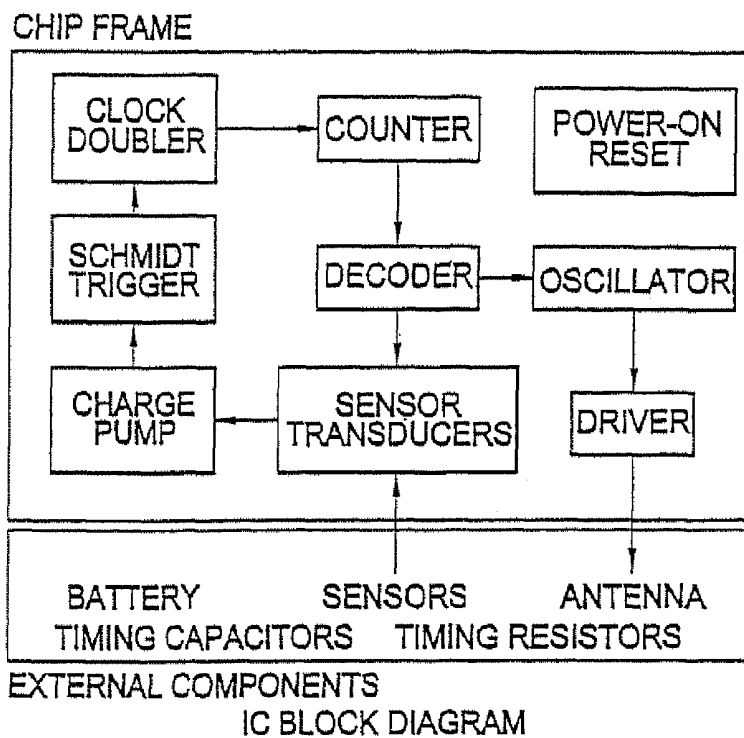 CHIP FRAME
CLOCK
DOUBLER
COUNTER
POWER-ON
RESET
SCHMIDT
TRIGGER
DECODER
OSCILLATOR
CHARGE
PUMP
SENSOR
TRANSDUCERS
DRIVER
BATTERY SENSORS ANTENNA
TIMING CAPACITORS TIMING RESISTORS
EXTERNAL COMPONENTS
IC BLOCK DIAGRAM